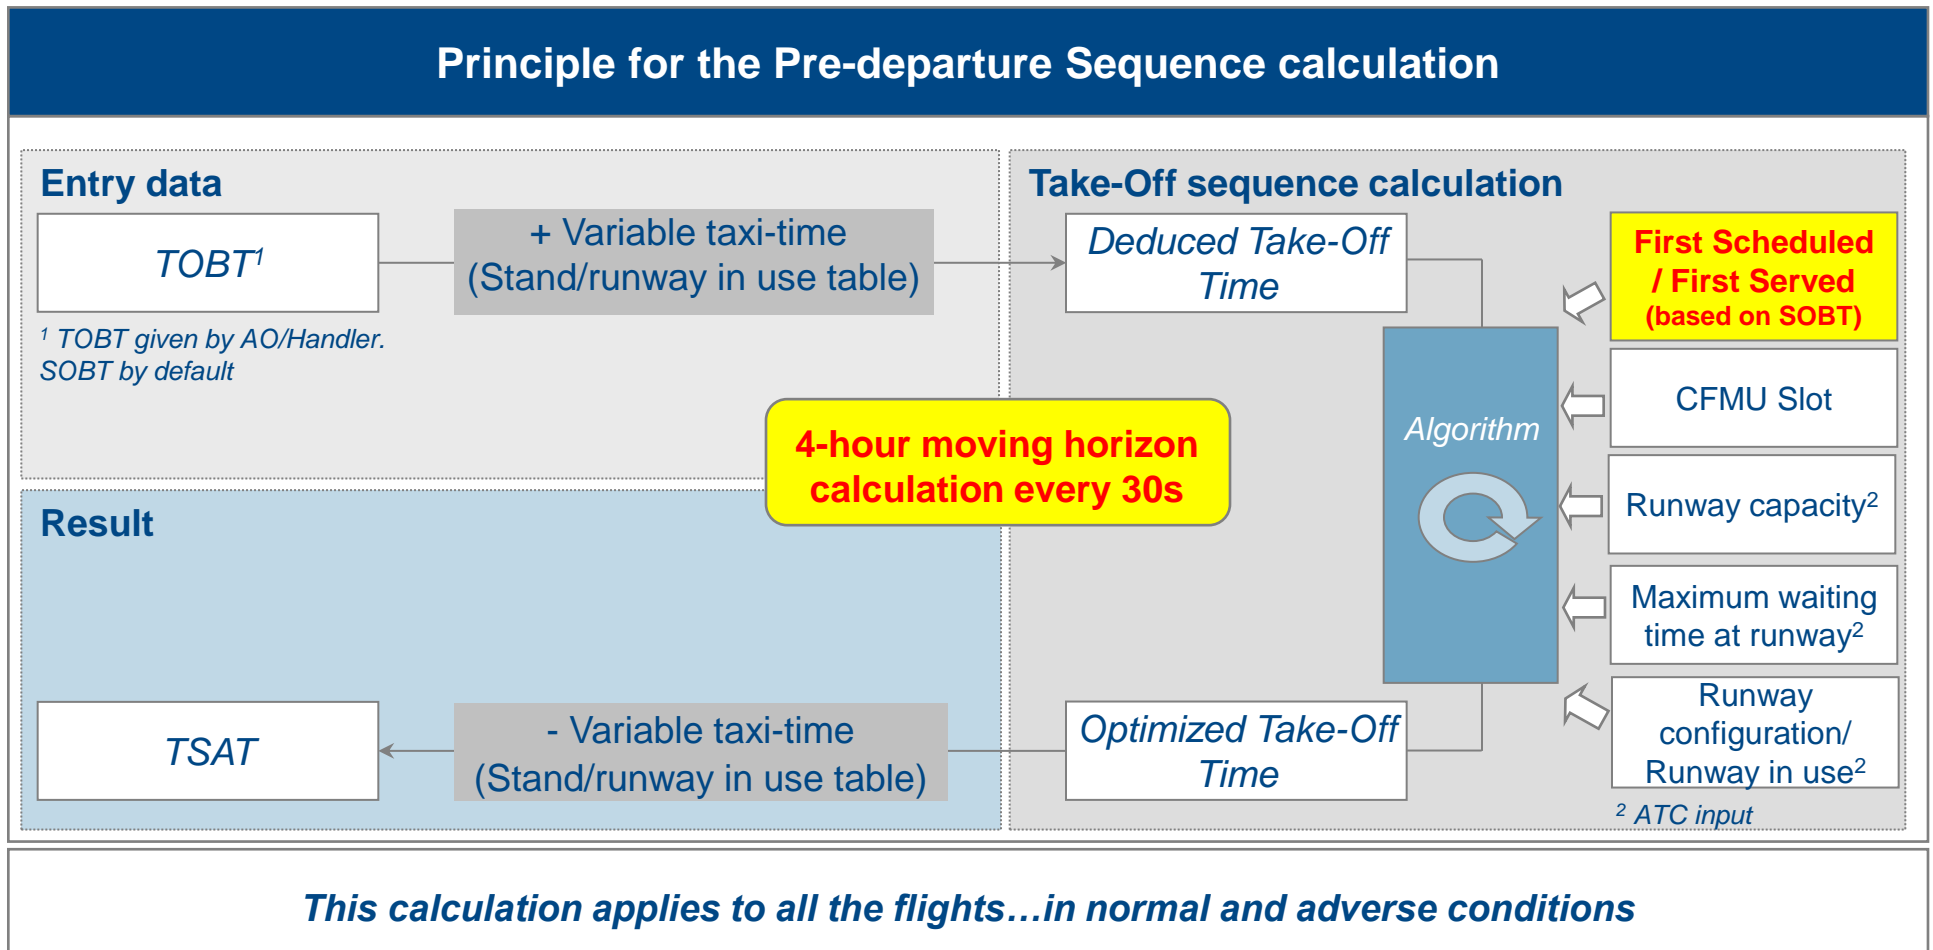 Principle for the Pre-departure Sequence calculation
Entry data
TOBT1
+ Variable taxi-time
(Stand/runway in use table)
1 TOBT given by AO/Handler.
SOBT by default
Take-Off sequence calculation
Deduced Take-Off
Time
First Scheduled
/ First Served
(based on SOBT)
CFMU Slot
Algorithm
4-hour moving horizon
calculation every 30s
Runway capacity2
Maximum waiting
time at runway2
Runway
configuration/
Runway in use2
2 ATC input
Result
TSAT
- Variable taxi-time
(Stand/runway in use table)
Optimized Take-Off
Time
This calculation applies to all the flights…in normal and adverse conditions